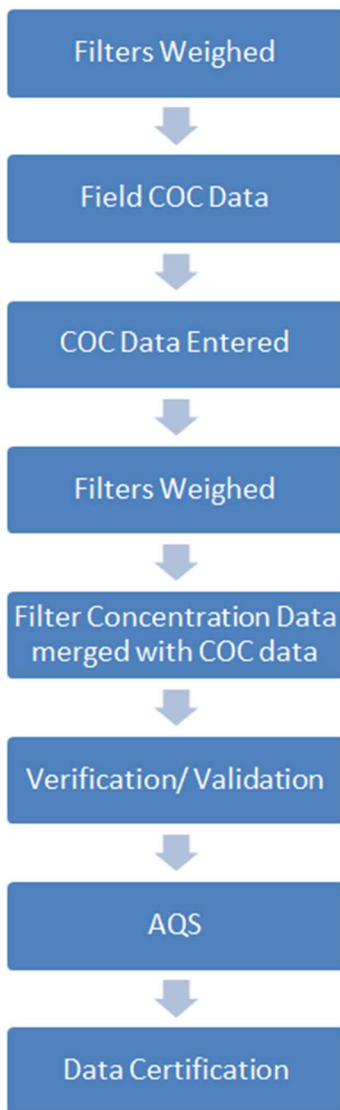 Filters Weighed
Field COC Data
COC Data Entered
Filters Weighed
Filter Concentration Data
merged with COC data
Verification/ Validation
AQS
Data Certification